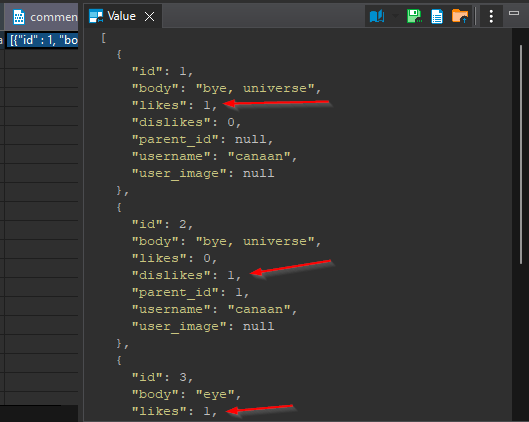 commen
Value
[{"id" : 1, "bo
[
{
"id": 1,
"body": "bye, universe",
"likes": 1,
"dislikes": 0,
"parent_id": null,
"username": "canaan",
"user_image": null
},
{
"id": 2,
"body": "bye, universe",
"likes": 0,
"dislikes": 1,
"parent_id": 1,
"username": "canaan",
"user_image": null
},
{
"id": 3,
"body": "eye",
"likes": 1,